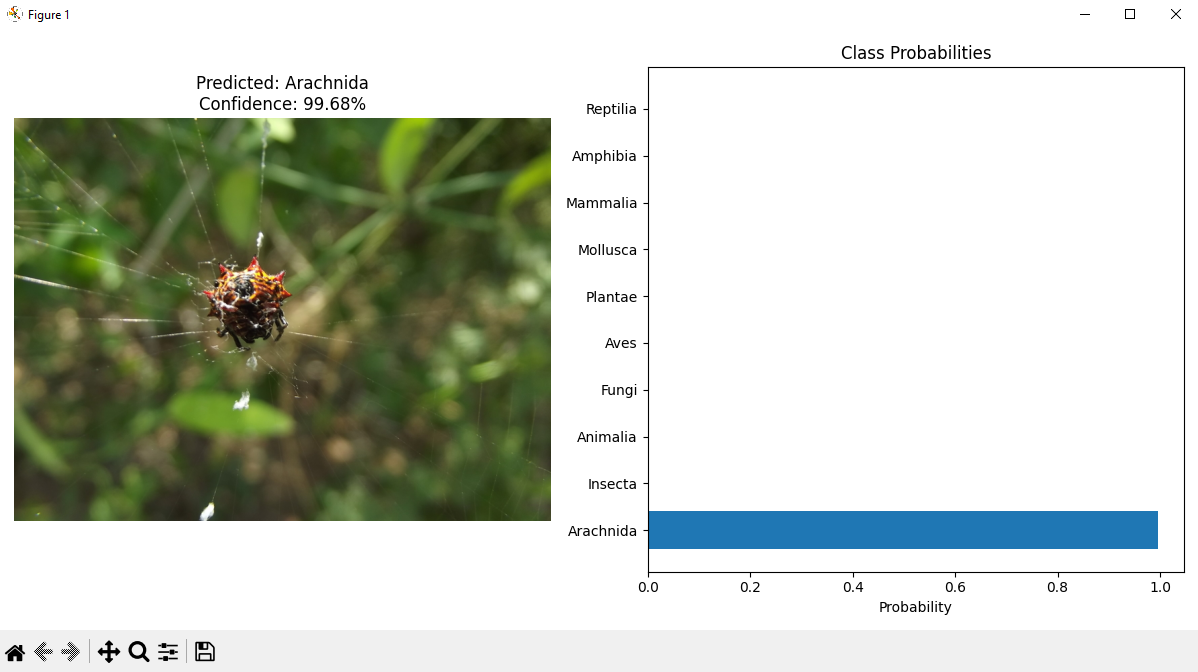 Figure 1
Predicted: Arachnida
Confidence: 99.68%
Class Probabilities
Reptilia
Amphibia
Mammalia
Mollusca
Plantae
Aves
Fungi
Animalia
Insecta
Arachnida
0.0 0.2 0.4 0.6 0.8 1.0
Probability